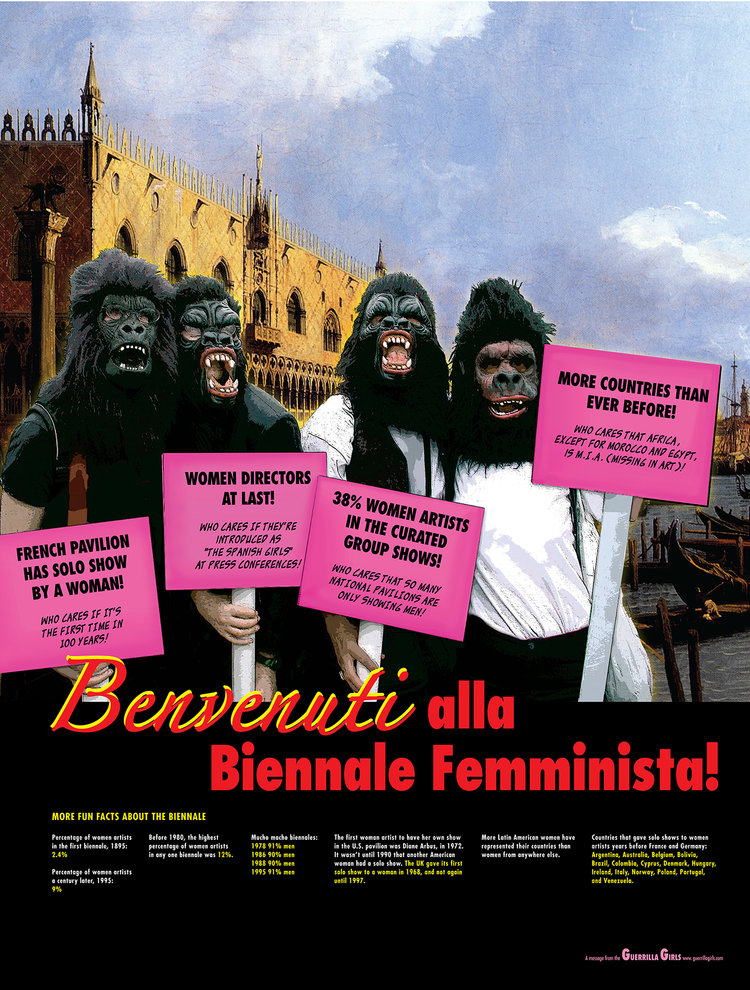 FRENCH PAVILION
HAS SOLO SHOW
BY A WOMAN!
WHO CARES IF IT'S
THE FIRST TIME IN
100 YEARS!
WOMEN DIRECTORS
AT LAST!
WHO CARES IF THEY'RE
INTRODUCED AS
"THE SPANISH GIRLS"
AT PRESS CONFERENCES!
38% WOMEN ARTISTS
IN THE CURATED
GROUP SHOWS!
WHO CARES THAT SO MANY
NATIONAL PAVILIONS ARE
ONLY SHOWING MEN!
MORE COUNTRIES THAN
EVER BEFORE!
WHO CARES THAT AFRICA,
EXCEPT FOR MOROCCO AND EGYPT,
IS M.I.A. (MISSING IN ART)!
Benvenuti alla
Biennale Femminista!
MORE FUN FACTS ABOUT THE BIENNALE
Percentage of women artists
in the first biennale, 1895:
2.4%
Percentage of women artists
a century later, 1995:
9%
Before 1980, the highest
percentage of women artists
in any one biennale was 12%.
Mucho macho biennales:
1978 91% men
1986 90% men
1988 90% men
1995 91% men
The first woman artist to have her own show
in the U.S. pavilion was Diane Arbus, in 1972.
It wasn't until 1990 that another American
woman had a solo show. The UK gave its first
solo show to a woman in 1968, and not again
until 1997.
More Latin American women have
represented their countries than
women from anywhere else.
Countries that gave solo shows to women
artists years before France and Germany:
Argentina, Australia, Belgium, Bolivia,
Brazil, Colombia, Cyprus, Denmark, Hungary,
Ireland, Italy, Norway, Poland, Portugal,
and Venezuela.
A message from the GUERRILLA GIRLS www.guerrillagirls.com